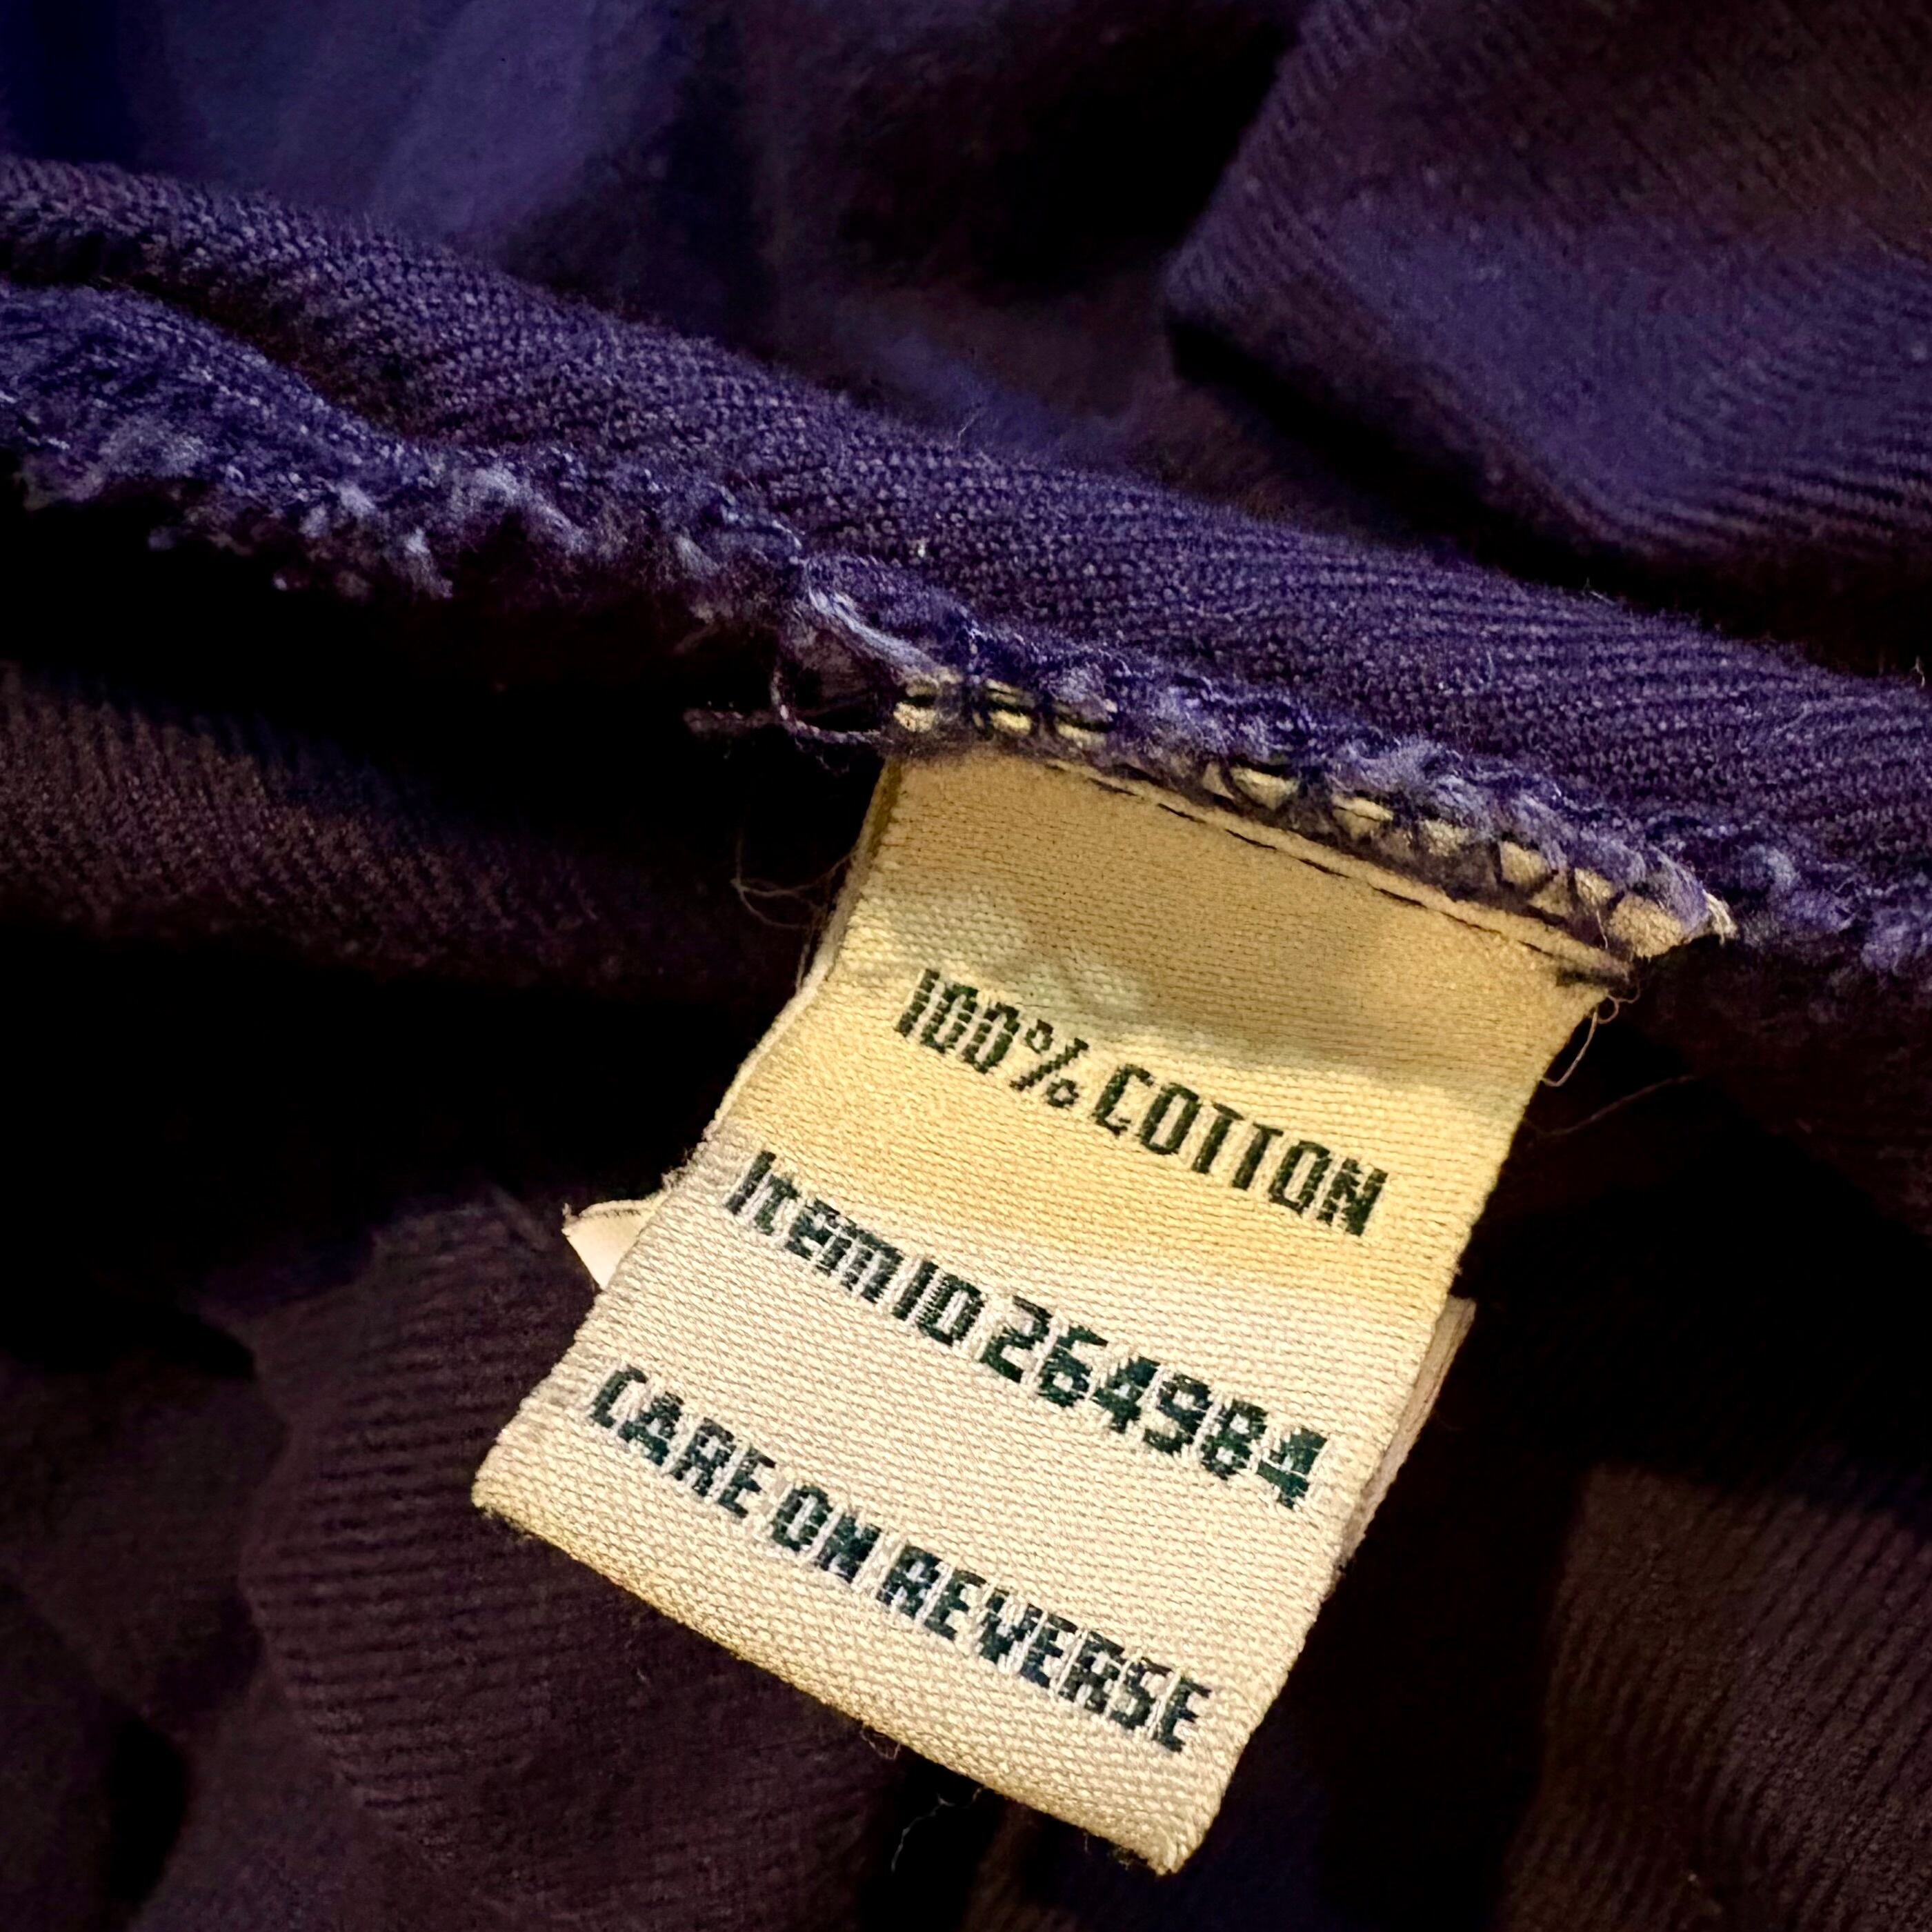 100% COTTON
Item ID 264984
CARE ON REVERSE